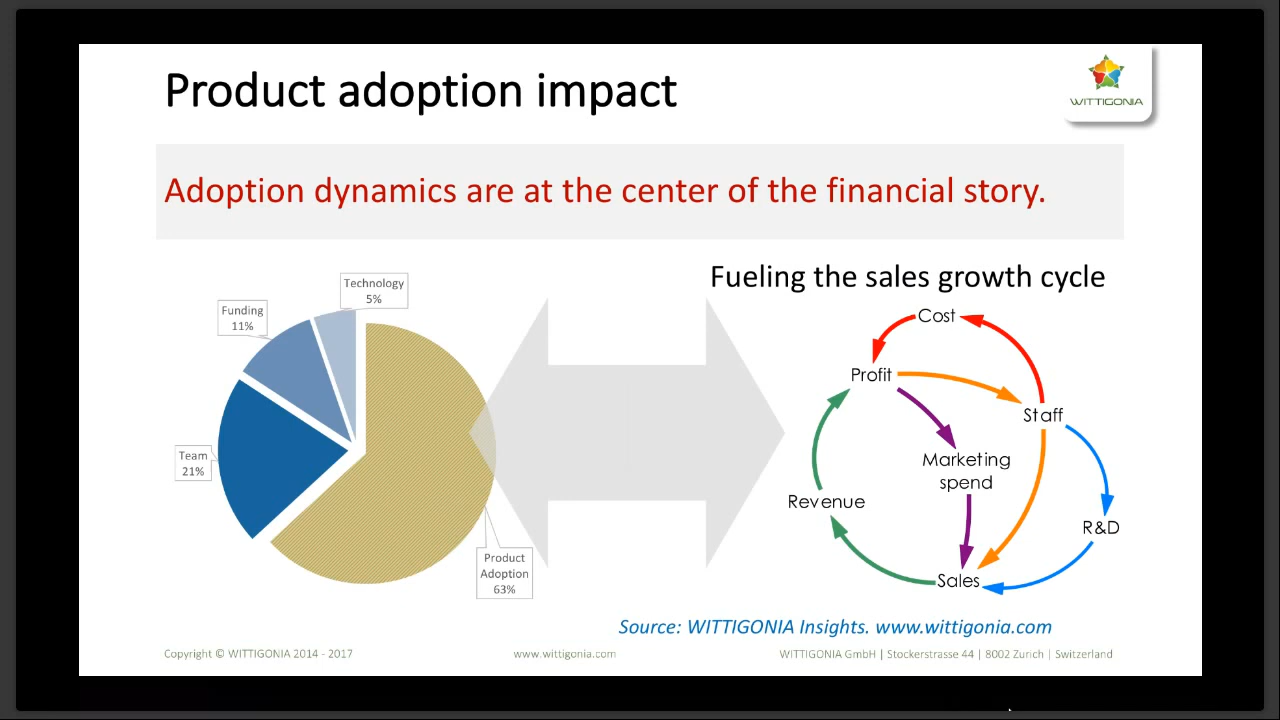 Product adoption impact
WITTIGONIA
Adoption dynamics are at the center of the financial story.
Technology
5%
Funding
11%
Team
21%
Product
Adoption
63%
Fueling the sales growth cycle
Cost
Profit
Staff
Marketing
spend
Revenue
R&D
Sales
Source: WITTIGONIA Insights. www.wittigonia.com
Copyright © WITTIGONIA 2014 - 2017
www.wittigonia.com
WITTIGONIA GmbH | Stockerstrasse 44 | 8002 Zurich | Switzerland